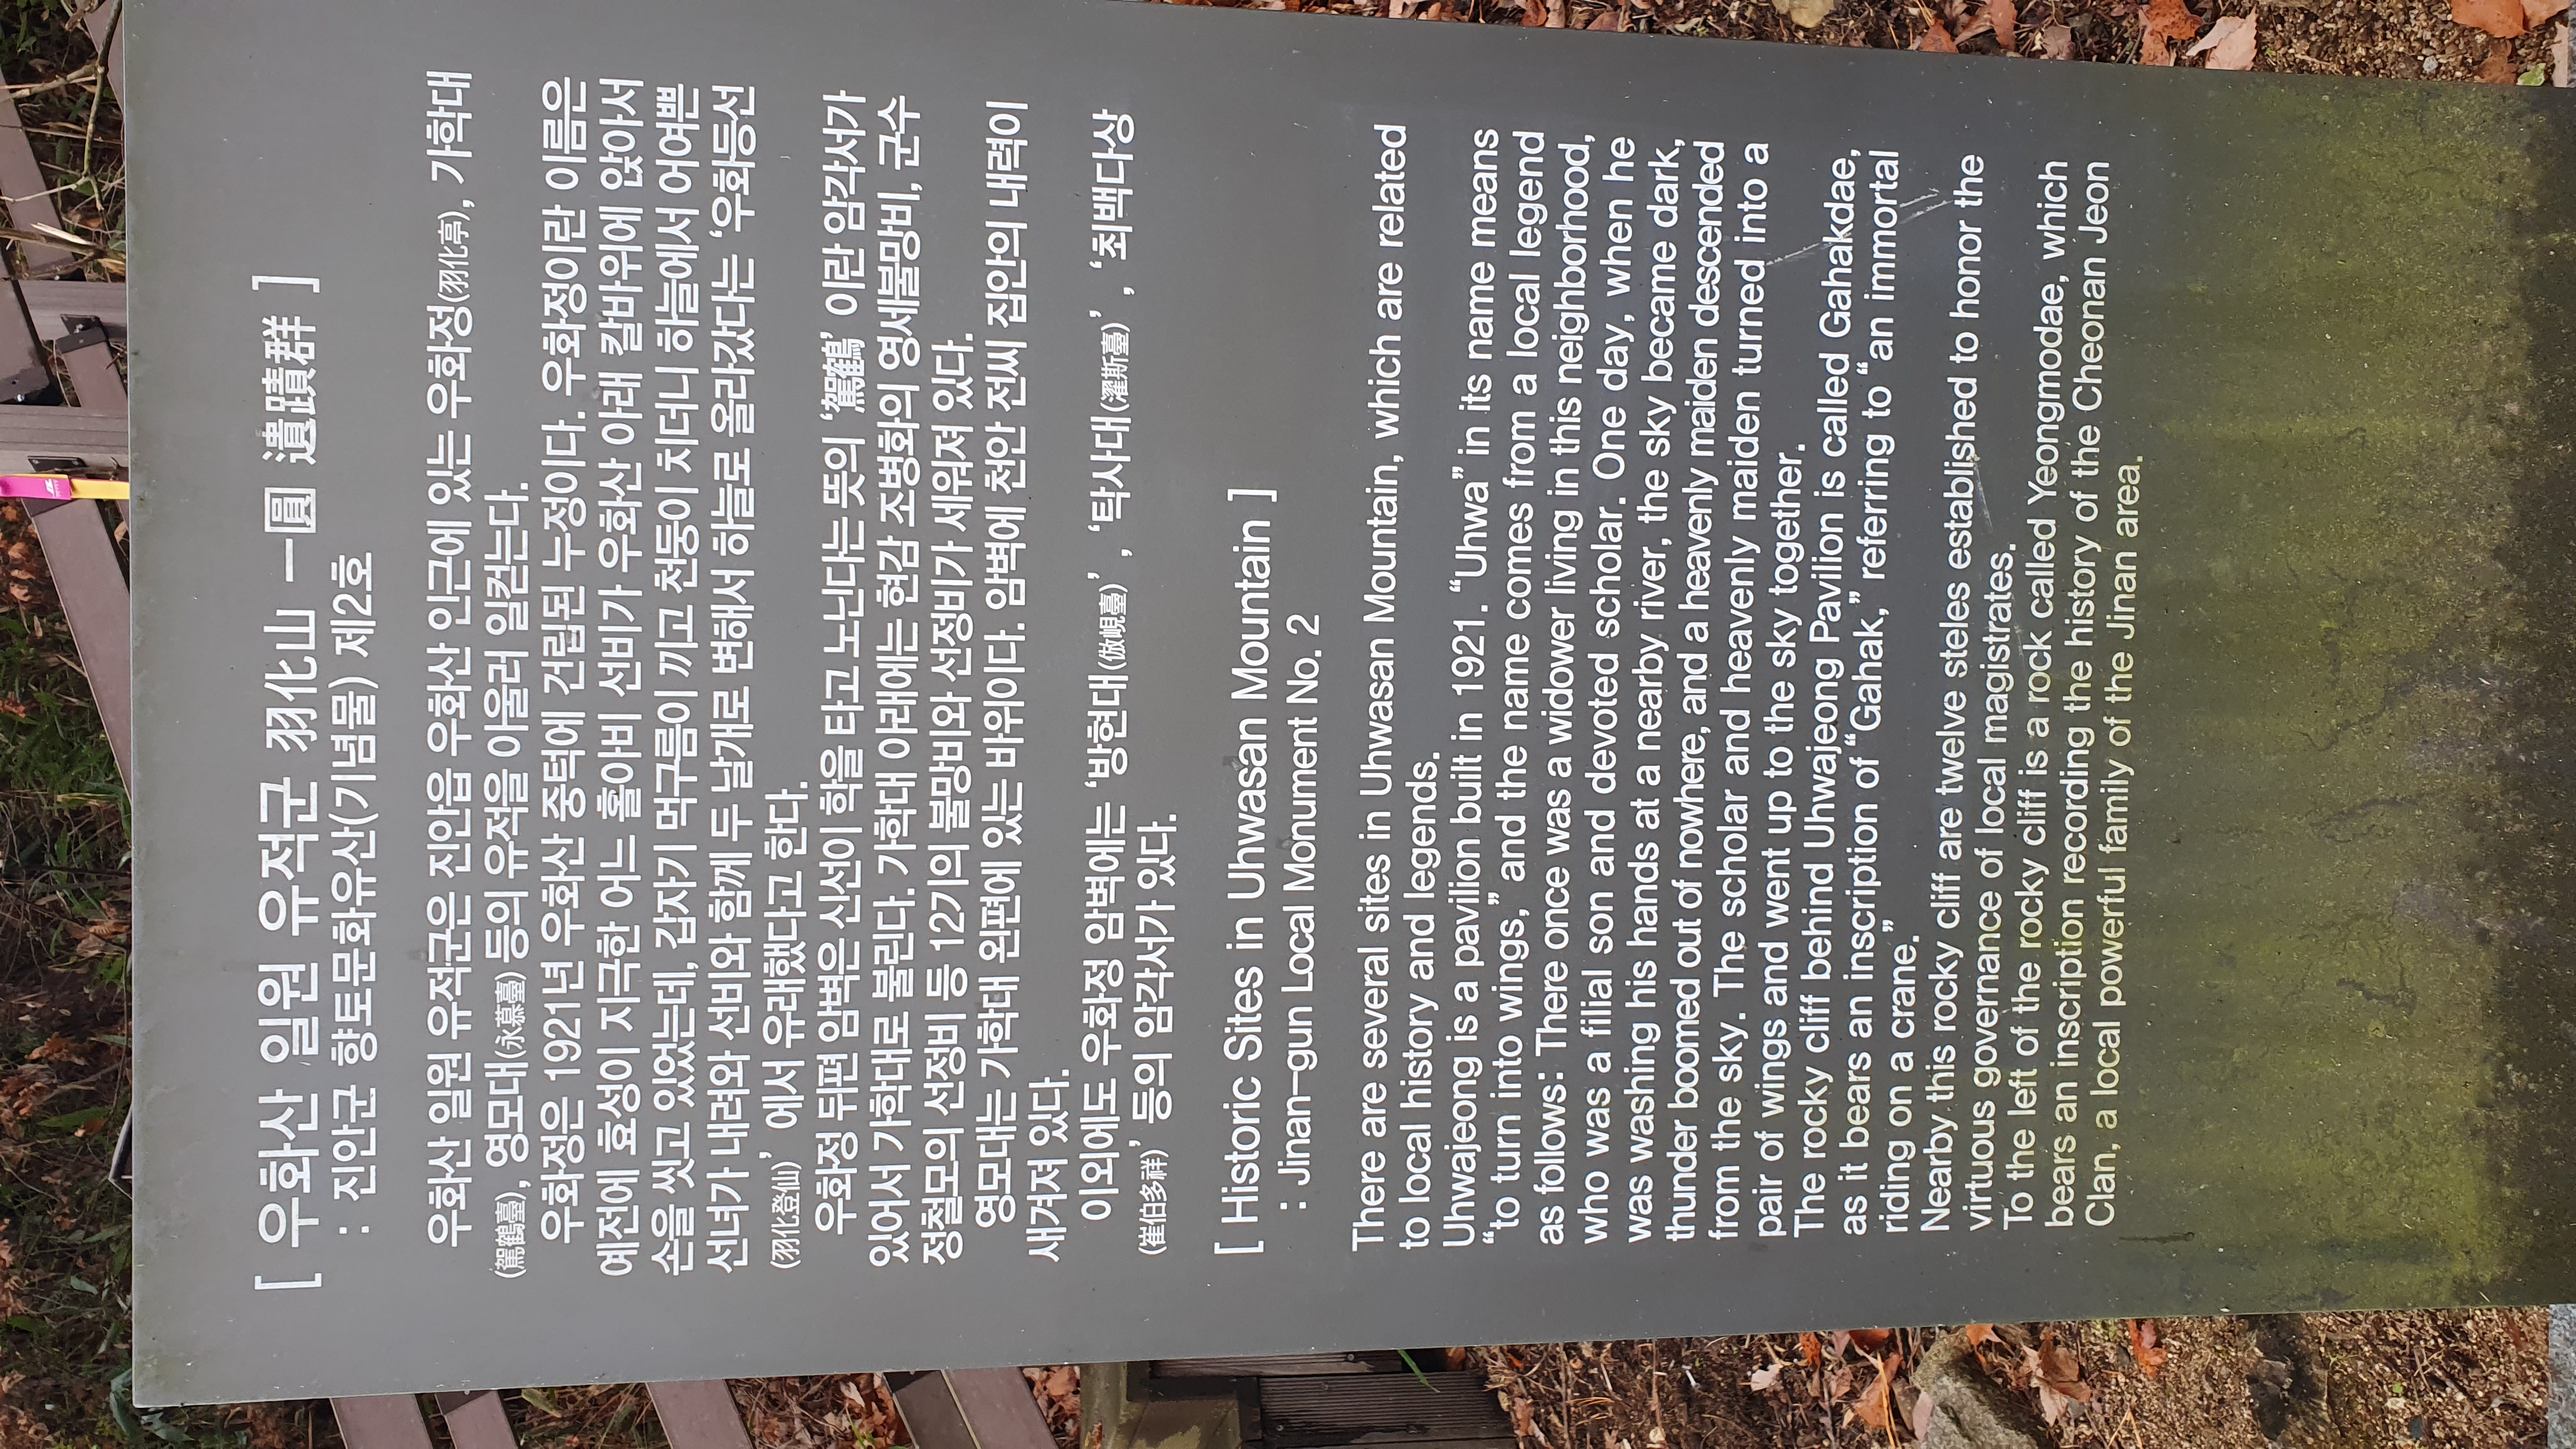 [ 우화산 일원 유적군 羽化山 一圓 遺蹟群 ]
: 진안군 향토문화유산(기념물) 제2호
우화산 일원 유적군은 진안읍 우화산 인근에 있는 우화정(羽化亭), 가학대
(駕鶴臺), 영모대(永慕臺) 등의 유적을 아울러 일컫는다.
우화정은 1921년 우화산 중턱에 건립된 누정이다. 우화정이란 이름은
예전에 효성이 지극한 어느 홀아비 선비가 우화산 아래 칼바위에 앉아서
손을 씻고 있었는데, 갑자기 먹구름이 끼고 천둥이 치더니 하늘에서 어여쁜
선녀가 내려와 선비와 함께 두 날개로 변해서 하늘로 올라갔다는 ‘우화등선
(羽化登仙)’ 에서 유래했다고 한다.
우화정 뒤편 암벽은 신선이 학을 타고 노닌다는 뜻의 ‘駕鶴’ 이란 암각서가
있어서 가학대로 불린다. 가학대 아래에는 현감 조병화의 영세불망비, 군수
정철모의 선정비 등 12기의 불망비와 선정비가 세워져 있다.
영모대는 가학대 왼편에 있는 바위이다. 암벽에 천안 전씨 집안의 내력이
새겨져 있다.
이외에도 우화정 암벽에는 ‘방현대(倣峴臺)’ , ‘탁사대(濯斯臺)’ , ‘최백다상
(崔伯多祥)’ 등의 암각서가 있다.
[ Historic Sites in Uhwasan Mountain ]
: Jinan-gun Local Monument No. 2
There are several sites in Uhwasan Mountain, which are related
to local history and legends.
Uhwajeong is a pavilion built in 1921. “Uhwa” in its name means
“to turn into wings,” and the name comes from a local legend
as follows: There once was a widower living in this neighborhood,
who was a filial son and devoted scholar. One day, when he
was washing his hands at a nearby river, the sky became dark,
thunder boomed out of nowhere, and a heavenly maiden descended
from the sky. The scholar and heavenly maiden turned into a
pair of wings and went up to the sky together.
The rocky cliff behind Uhwajeong Pavilion is called Gahakdae,
as it bears an inscription of “Gahak,” referring to “an immortal
riding on a crane.”
Nearby this rocky cliff are twelve steles established to honor the
virtuous governance of local magistrates.
To the left of the rocky cliff is a rock called Yeongmodae, which
bears an inscription recording the history of the Cheonan Jeon
Clan, a local powerful family of the Jinan area.